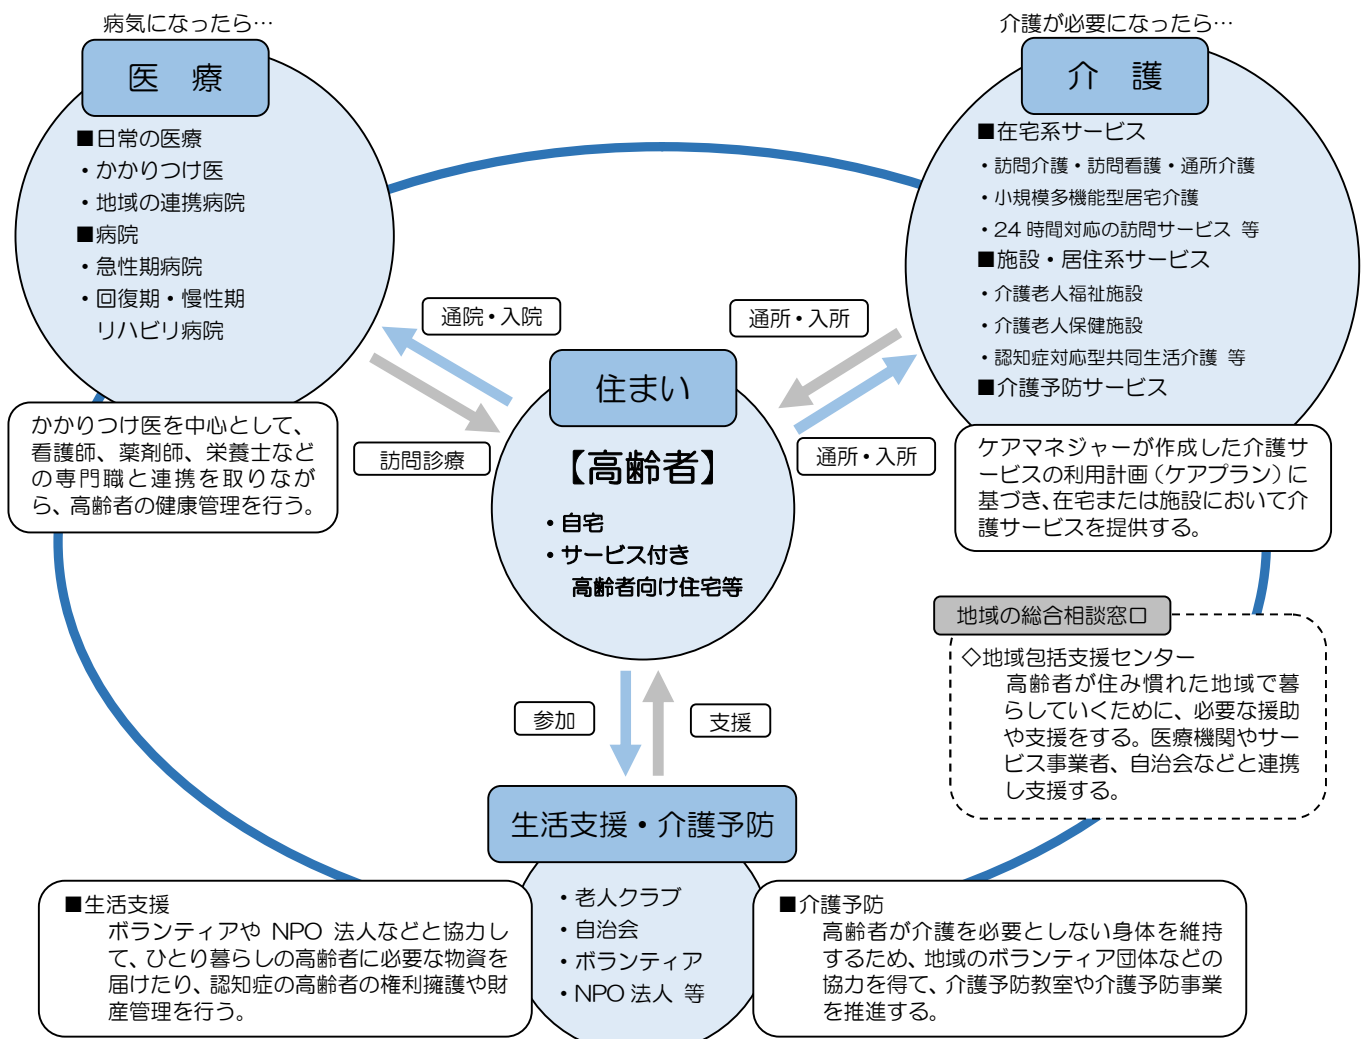 病気になったら…
医 療
■日常の医療
・かかりつけ医
・地域の連携病院
■病院
・急性期病院
・回復期・慢性期
リハビリ病院
かかりつけ医を中心として、
看護師、薬剤師、栄養士など
の専門職と連携を取りなが
ら、高齢者の健康管理を行う。
介護が必要になったら…
介 護
■在宅系サービス
・訪問介護・訪問看護・通所介護
・小規模多機能型居宅介護
・24 時間対応の訪問サービス 等
■施設・居住系サービス
・介護老人福祉施設
・介護老人保健施設
・認知症対応型共同生活介護 等
■介護予防サービス
ケアマネジャーが作成した介護サ
ービスの利用計画（ケアプラン）に
基づき、在宅または施設において介
護サービスを提供する。
通院・入院
訪問診療
通所・入所
通所・入所
住まい
【高齢者】
・自宅
・サービス付き
高齢者向け住宅等
参加
支援
地域の総合相談窓口
◇地域包括支援センター
高齢者が住み慣れた地域で暮
らしていくために、必要な援助
や支援をする。医療機関やサー
ビス事業者、自治会などと連携
し支援する。
生活支援・介護予防
・老人クラブ
・自治会
・ボランティア
・NPO 法人 等
■生活支援
ボランティアや NPO 法人などと協力し
て、ひとり暮らしの高齢者に必要な物資を
届けたり、認知症の高齢者の権利擁護や財
産管理を行う。
■介護予防
高齢者が介護を必要としない身体を維持
するため、地域のボランティア団体などの
協力を得て、介護予防教室や介護予防事業
を推進する。